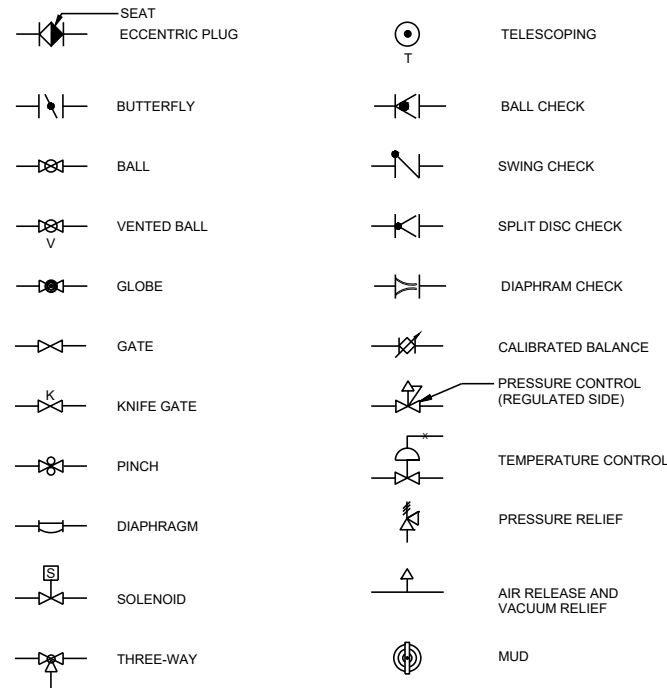 SEAT
ECCENTRIC PLUG
BUTTERFLY
BALL
V
VENTED BALL
GLOBE
GATE
K
KNIFE GATE
PINCH
DIAPHRAGM
S
SOLENOID
THREE-WAY
T
TELESCOPING
BALL CHECK
SWING CHECK
SPLIT DISC CHECK
DIAPHRAM CHECK
CALIBRATED BALANCE
PRESSURE CONTROL
(REGULATED SIDE)
x
TEMPERATURE CONTROL
PRESSURE RELIEF
AIR RELEASE AND
VACUUM RELIEF
MUD